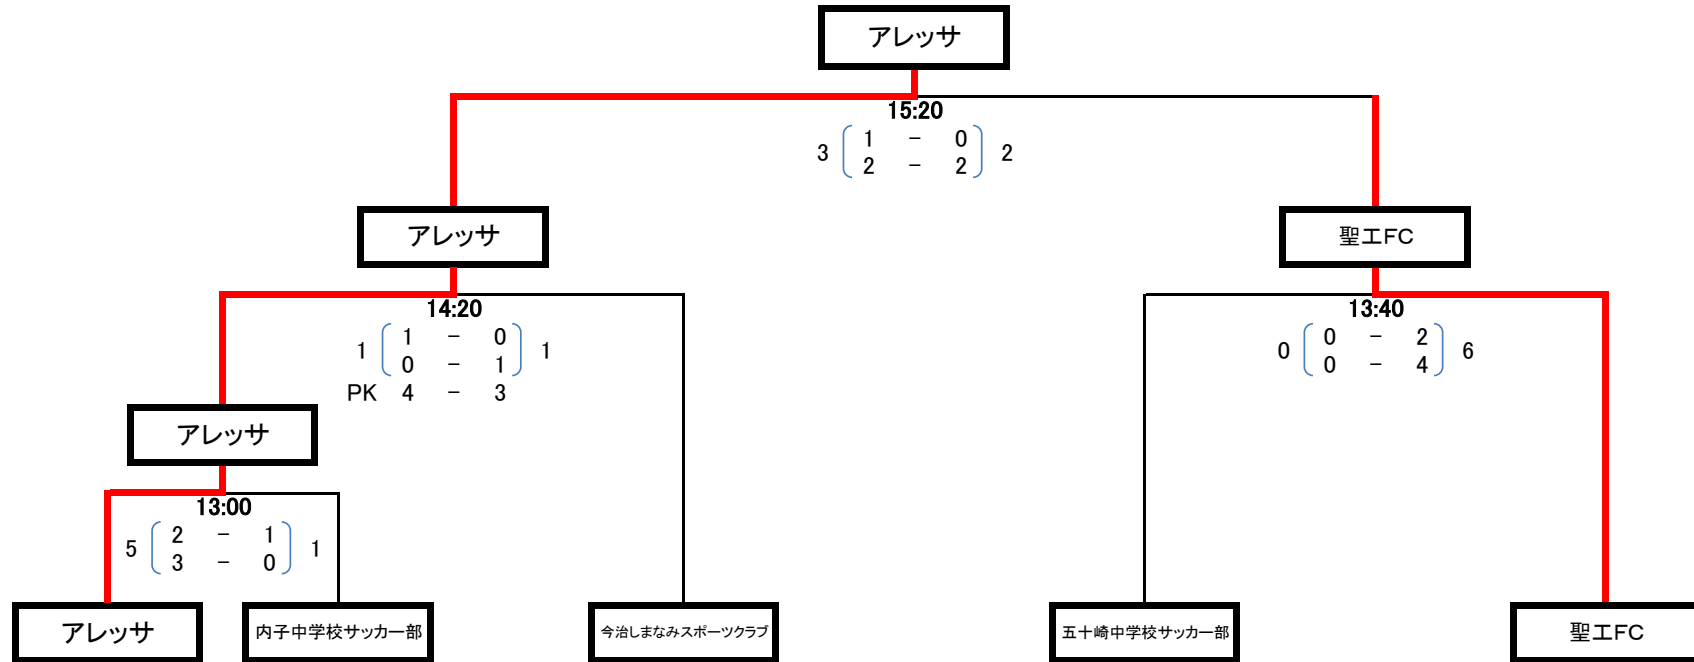 アレッサ
15:20
3 1 － 0 2
2 － 2
アレッサ
聖工FC
14:20
13:40
1 1 － 0 1
0 － 1
PK 4 － 3
0 0 － 2 6
0 － 4
アレッサ
13:00
5 2 － 1 1
3 － 0
アレッサ
内子中学校サッカー部
今治しまなみスポーツクラブ
五十崎中学校サッカー部
聖工FC